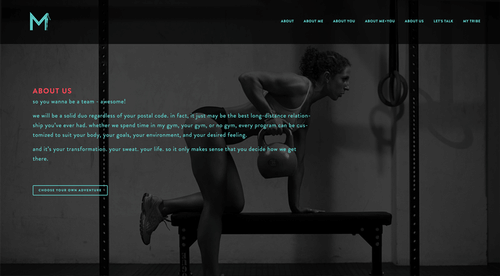 M
ABOUT
ABOUT ME
ABOUT YOU
ABOUT ME+YOU
ABOUT US
LET'S TALK
MY TRIBE
ABOUT US
so you wanna be a team - awesome!
we will be a solid duo regardless of your postal code. in fact, it just may be the best long-distance relation-
ship you've ever had. whether we spend time in my gym, your gym, or no gym, every program can be cus-
tomized to suit your body, your goals, your environment, and your desired feeling.
and it's your transformation. your sweat. your life. so it only makes sense that you decide how we get
there.
CHOOSE YOUR OWN ADVENTURE